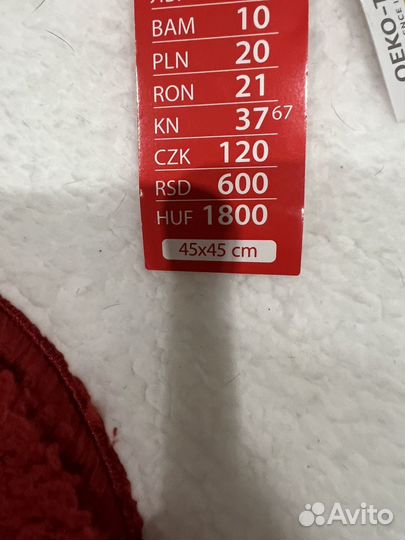 BAM 10
PLN 20
RON 21
KN 37 67
CZK 120
RSD 600
HUF 1800
45x45 cm
OEKO-T
Avito